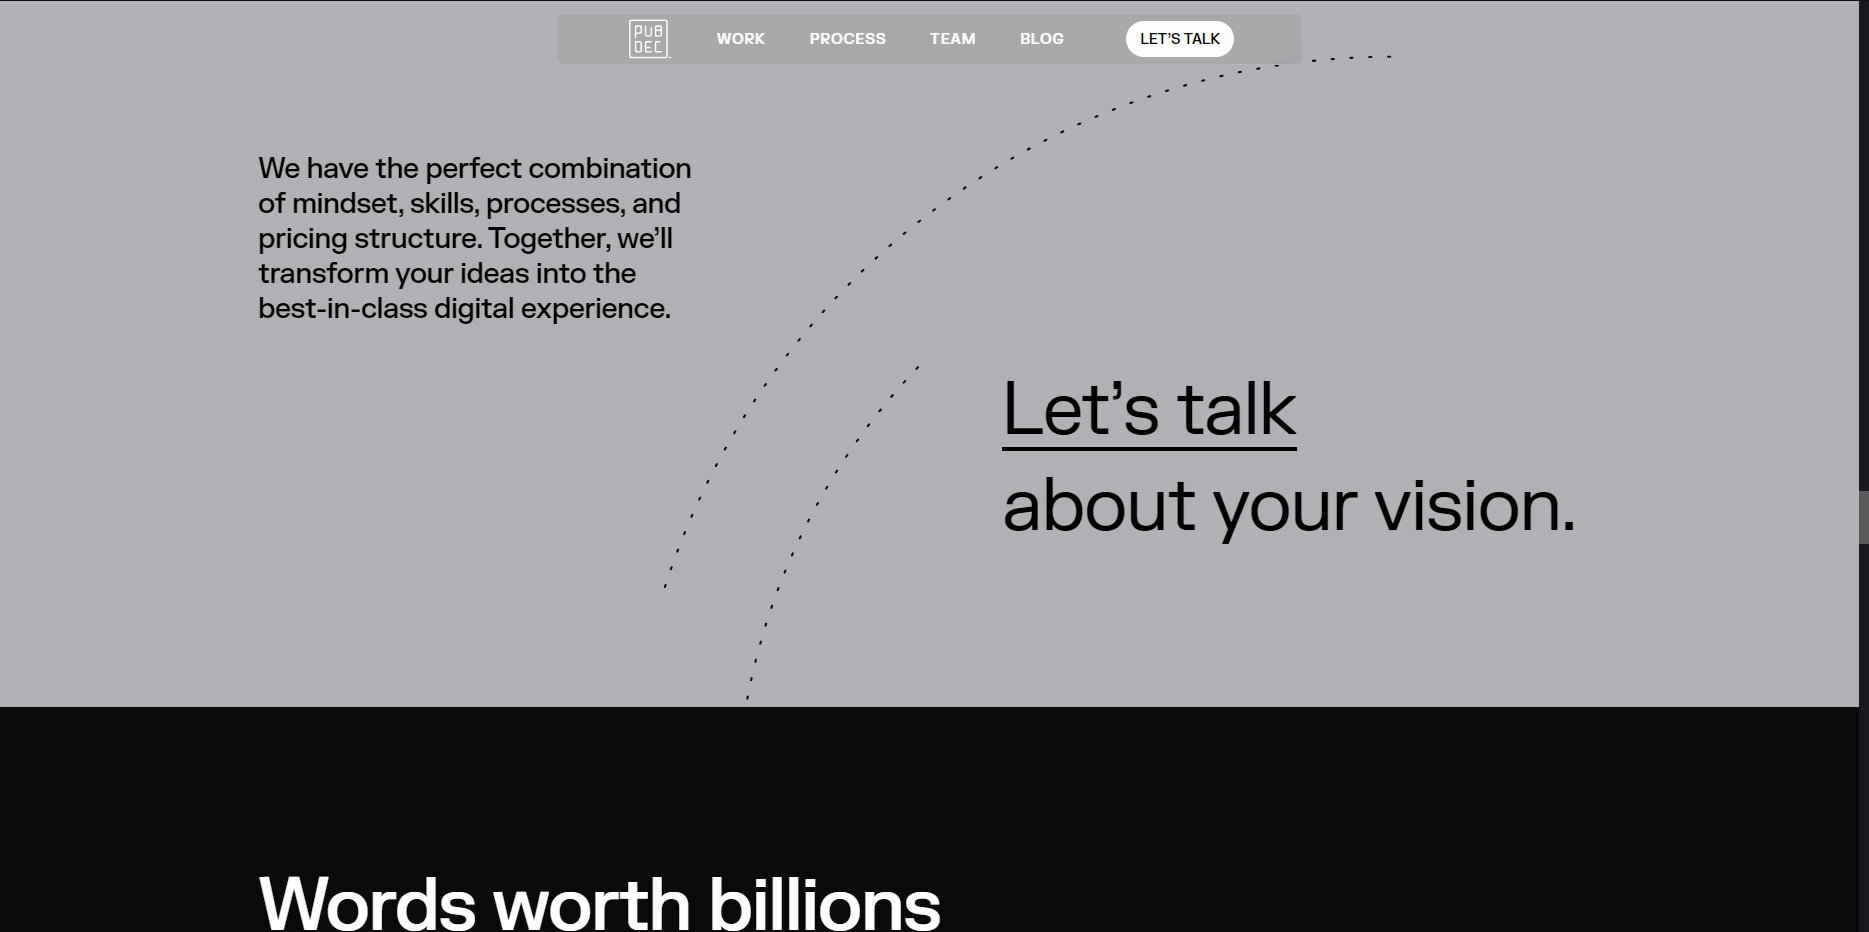 PUB
DEC
WORK PROCESS TEAM BLOG LET’S TALK
We have the perfect combination
of mindset, skills, processes, and
pricing structure. Together, we’ll
transform your ideas into the
best-in-class digital experience.
Let’s talk
about your vision.
Words worth billions